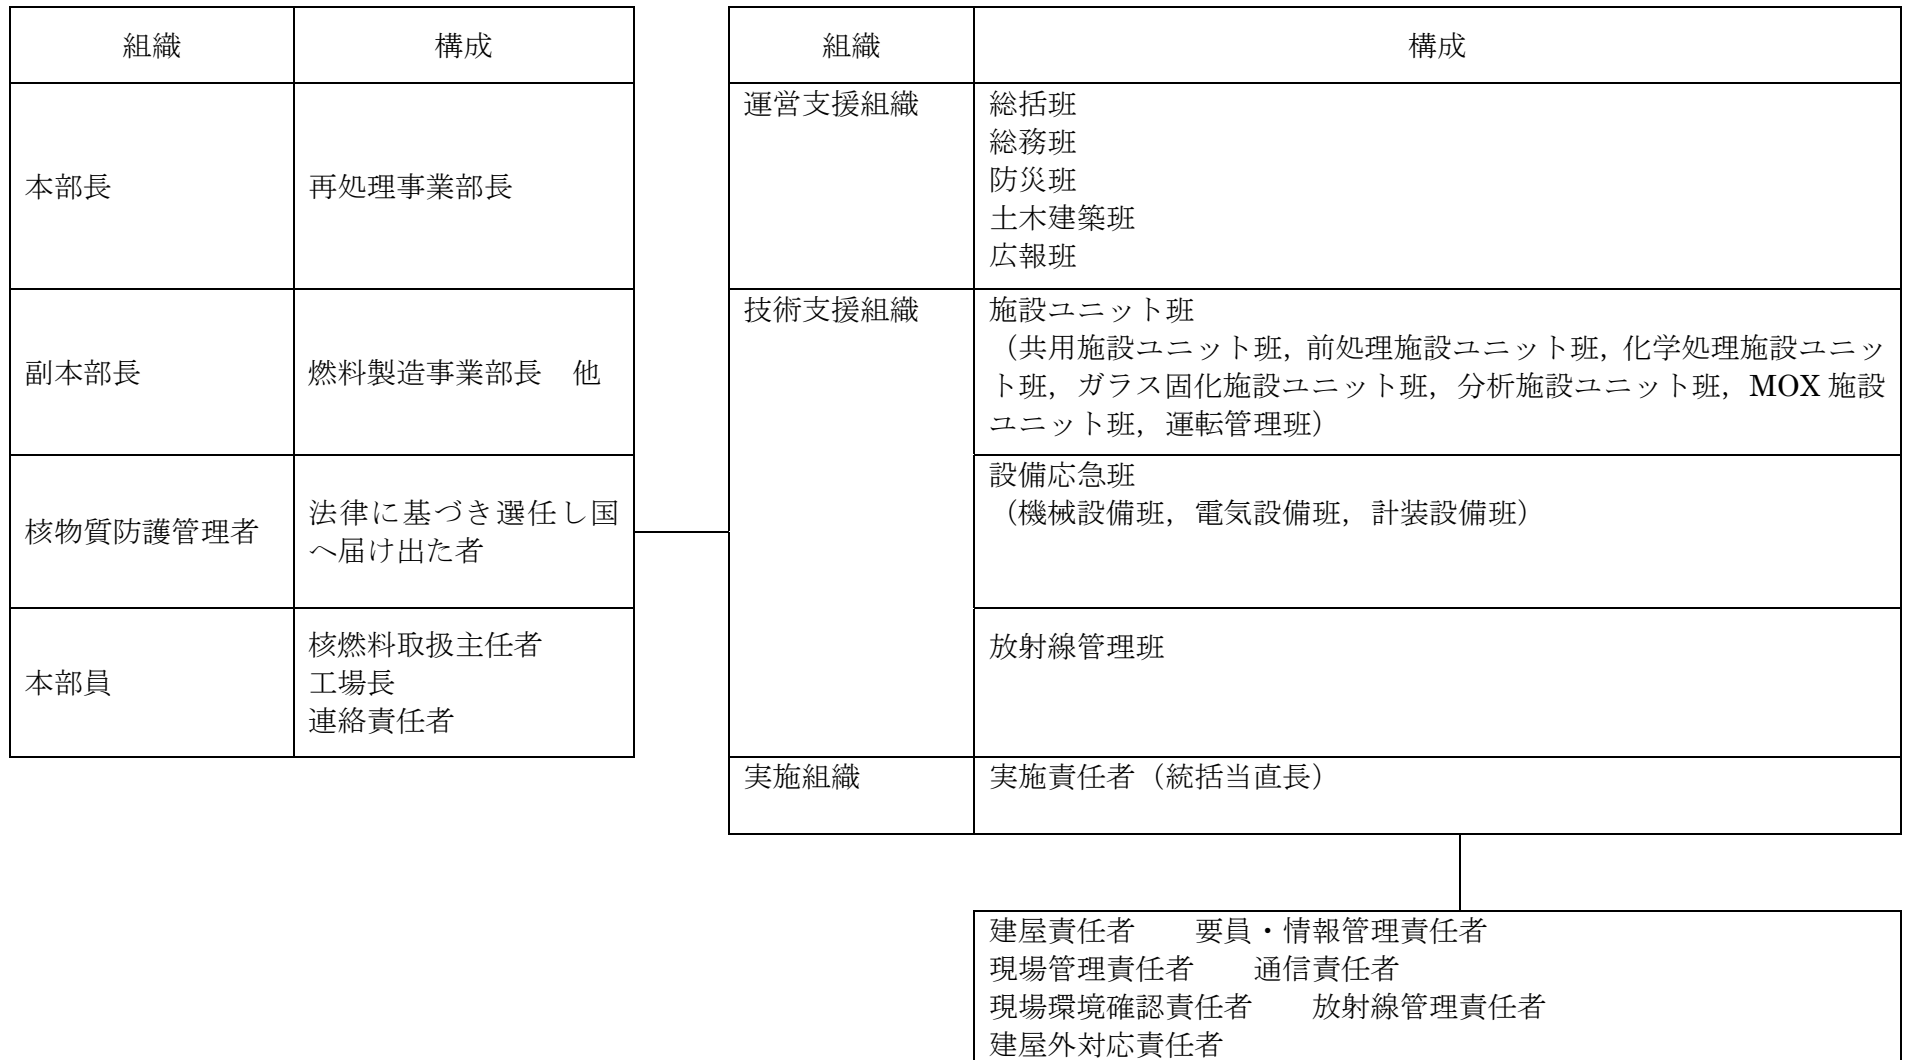 組織 構成
本部長 再処理事業部長
副本部長 燃料製造事業部長 他
核物質防護管理者 法律に基づき選任し国
へ届け出た者
本部員 核燃料取扱主任者
工場長
連絡責任者
組織 構成
運営支援組織 総括班
総務班
防災班
土木建築班
広報班
技術支援組織 施設ユニット班
（共用施設ユニット班，前処理施設ユニット班，化学処理施設ユニッ
ト班，ガラス固化施設ユニット班，分析施設ユニット班，MOX 施設
ユニット班，運転管理班）
設備応急班
（機械設備班，電気設備班，計装設備班）
放射線管理班
実施組織 実施責任者（統括当直長）
建屋責任者 要員・情報管理責任者
現場管理責任者 通信責任者
現場環境確認責任者 放射線管理責任者
建屋外対応責任者